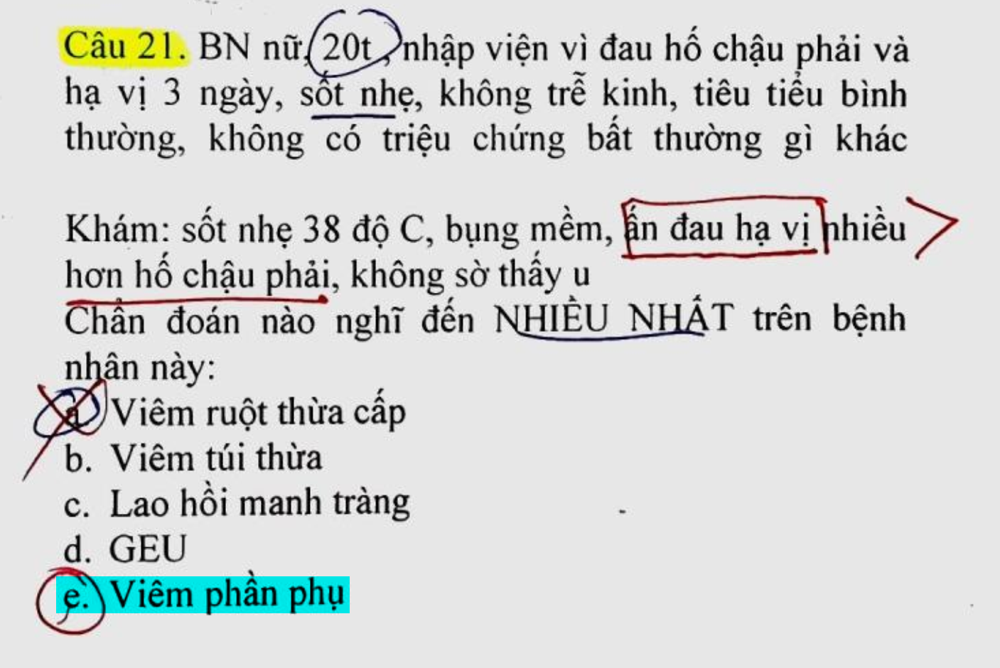 Câu 21. BN nữ, 20t, nhập viện vì đau hố chậu phải và
hạ vị 3 ngày, sốt nhẹ, không trễ kinh, tiêu tiểu bình
thường, không có triệu chứng bất thường gì khác
Khám: sốt nhẹ 38 độ C, bụng mềm, ấn đau hạ vị nhiều
hơn hố chậu phải, không sờ thấy u
Chẩn đoán nào nghĩ đến NHIỀU NHẤT trên bệnh
nhân này:
a. Viêm ruột thừa cấp
b. Viêm túi thừa
c. Lao hồi manh tràng
d. GEU
e. Viêm phần phụ